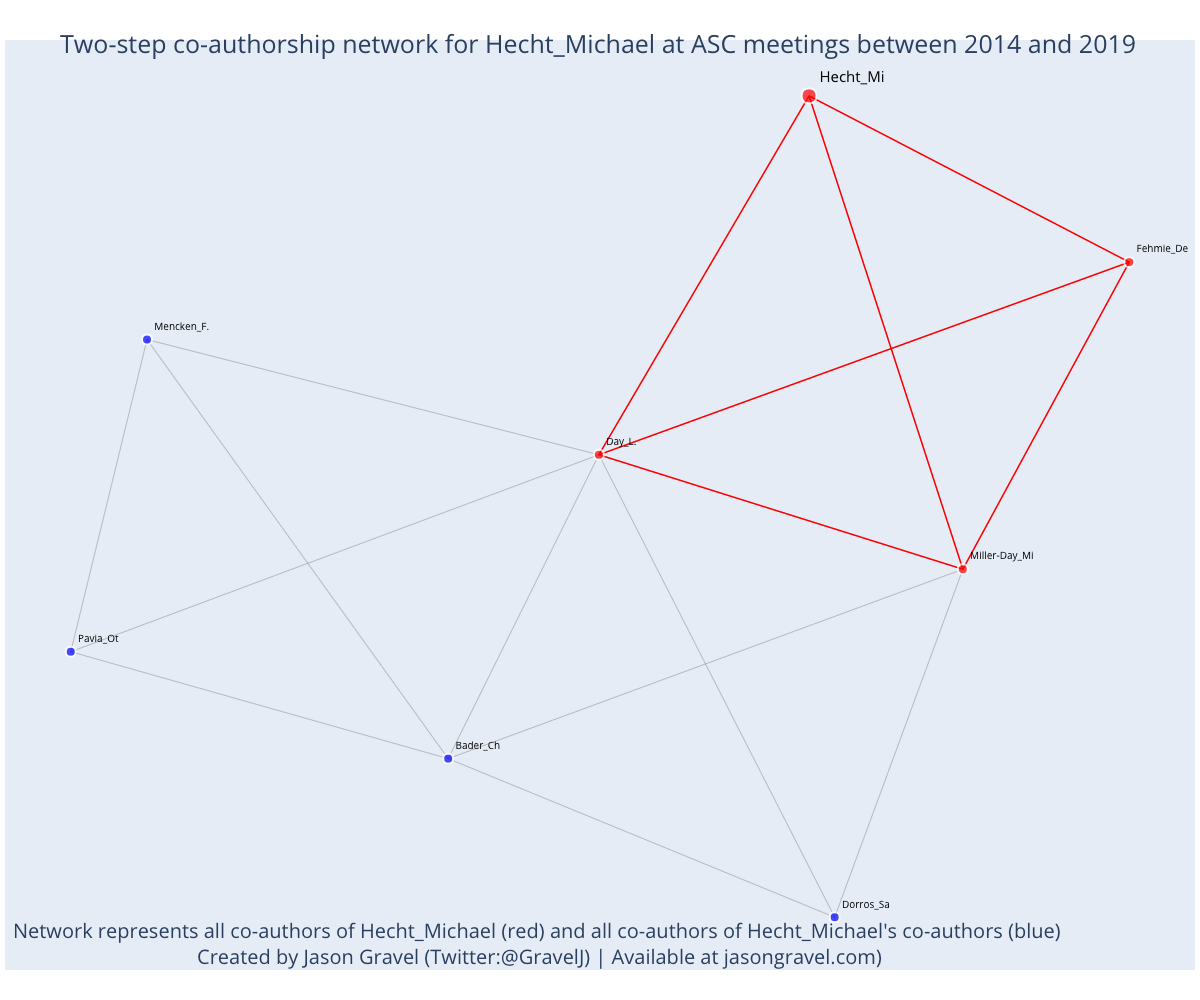 Two-step co-authorship network for Hecht_Michael at ASC meetings between 2014 and 2019
Hecht_Mi
Fehmie_De
Mencken_F.
Day_L.
Miller-Day_Mi
Pavia_Ot
Bader_Ch
Dorros_Sa
Network represents all co-authors of Hecht_Michael (red) and all co-authors of Hecht_Michael's co-authors (blue)
Created by Jason Gravel (Twitter:@GravelJ) | Available at jasongravel.com)